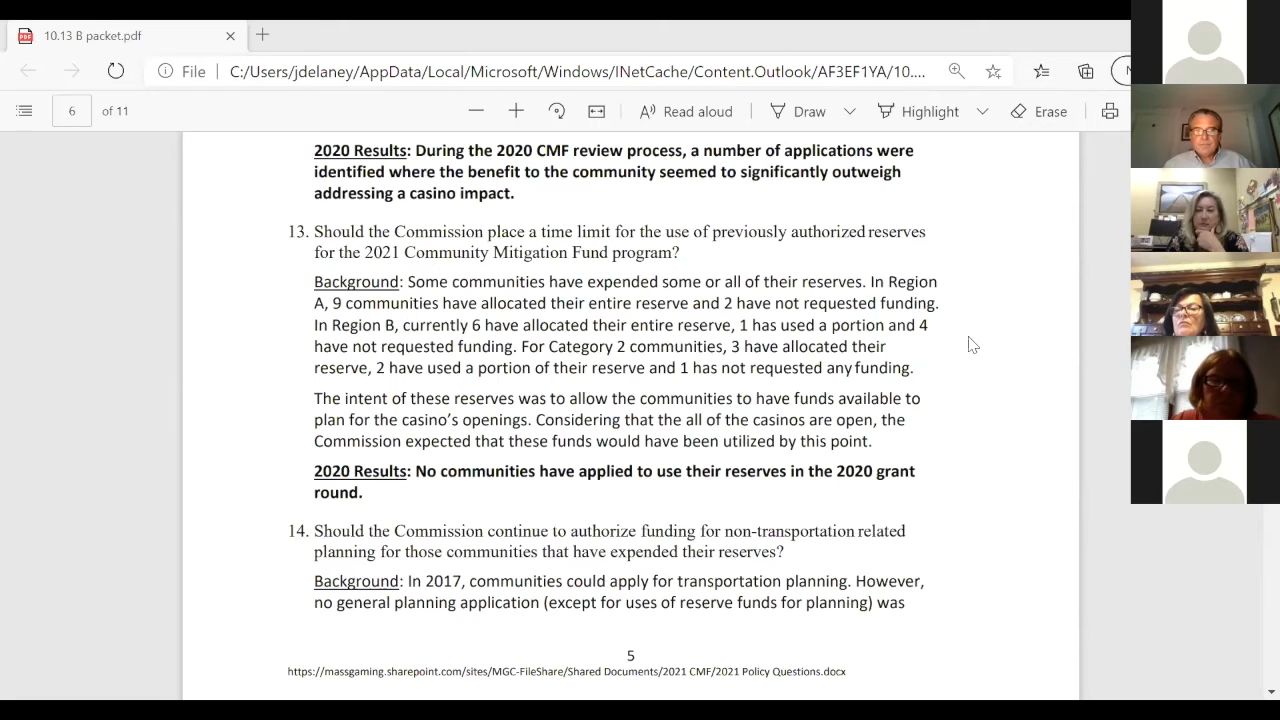 10.13 B packet.pdf
File C:/Users/jdelaney/AppData/Local/Microsoft/Windows/INetCache/Content.Outlook/AF3EF1YA/10....
6 of 11 Read aloud Draw Highlight Erase
2020 Results: During the 2020 CMF review process, a number of applications were
identified where the benefit to the community seemed to significantly outweigh
addressing a casino impact.
13. Should the Commission place a time limit for the use of previously authorized reserves
for the 2021 Community Mitigation Fund program?
Background: Some communities have expended some or all of their reserves. In Region
A, 9 communities have allocated their entire reserve and 2 have not requested funding.
In Region B, currently 6 have allocated their entire reserve, 1 has used a portion and 4
have not requested funding. For Category 2 communities, 3 have allocated their
reserve, 2 have used a portion of their reserve and 1 has not requested any funding.
The intent of these reserves was to allow the communities to have funds available to
plan for the casino's openings. Considering that the all of the casinos are open, the
Commission expected that these funds would have been utilized by this point.
2020 Results: No communities have applied to use their reserves in the 2020 grant
round.
14. Should the Commission continue to authorize funding for non-transportation related
planning for those communities that have expended their reserves?
Background: In 2017, communities could apply for transportation planning. However,
no general planning application (except for uses of reserve funds for planning) was
5
https://massgaming.sharepoint.com/sites/MGC-FileShare/Shared Documents/2021 CMF/2021 Policy Questions.docx